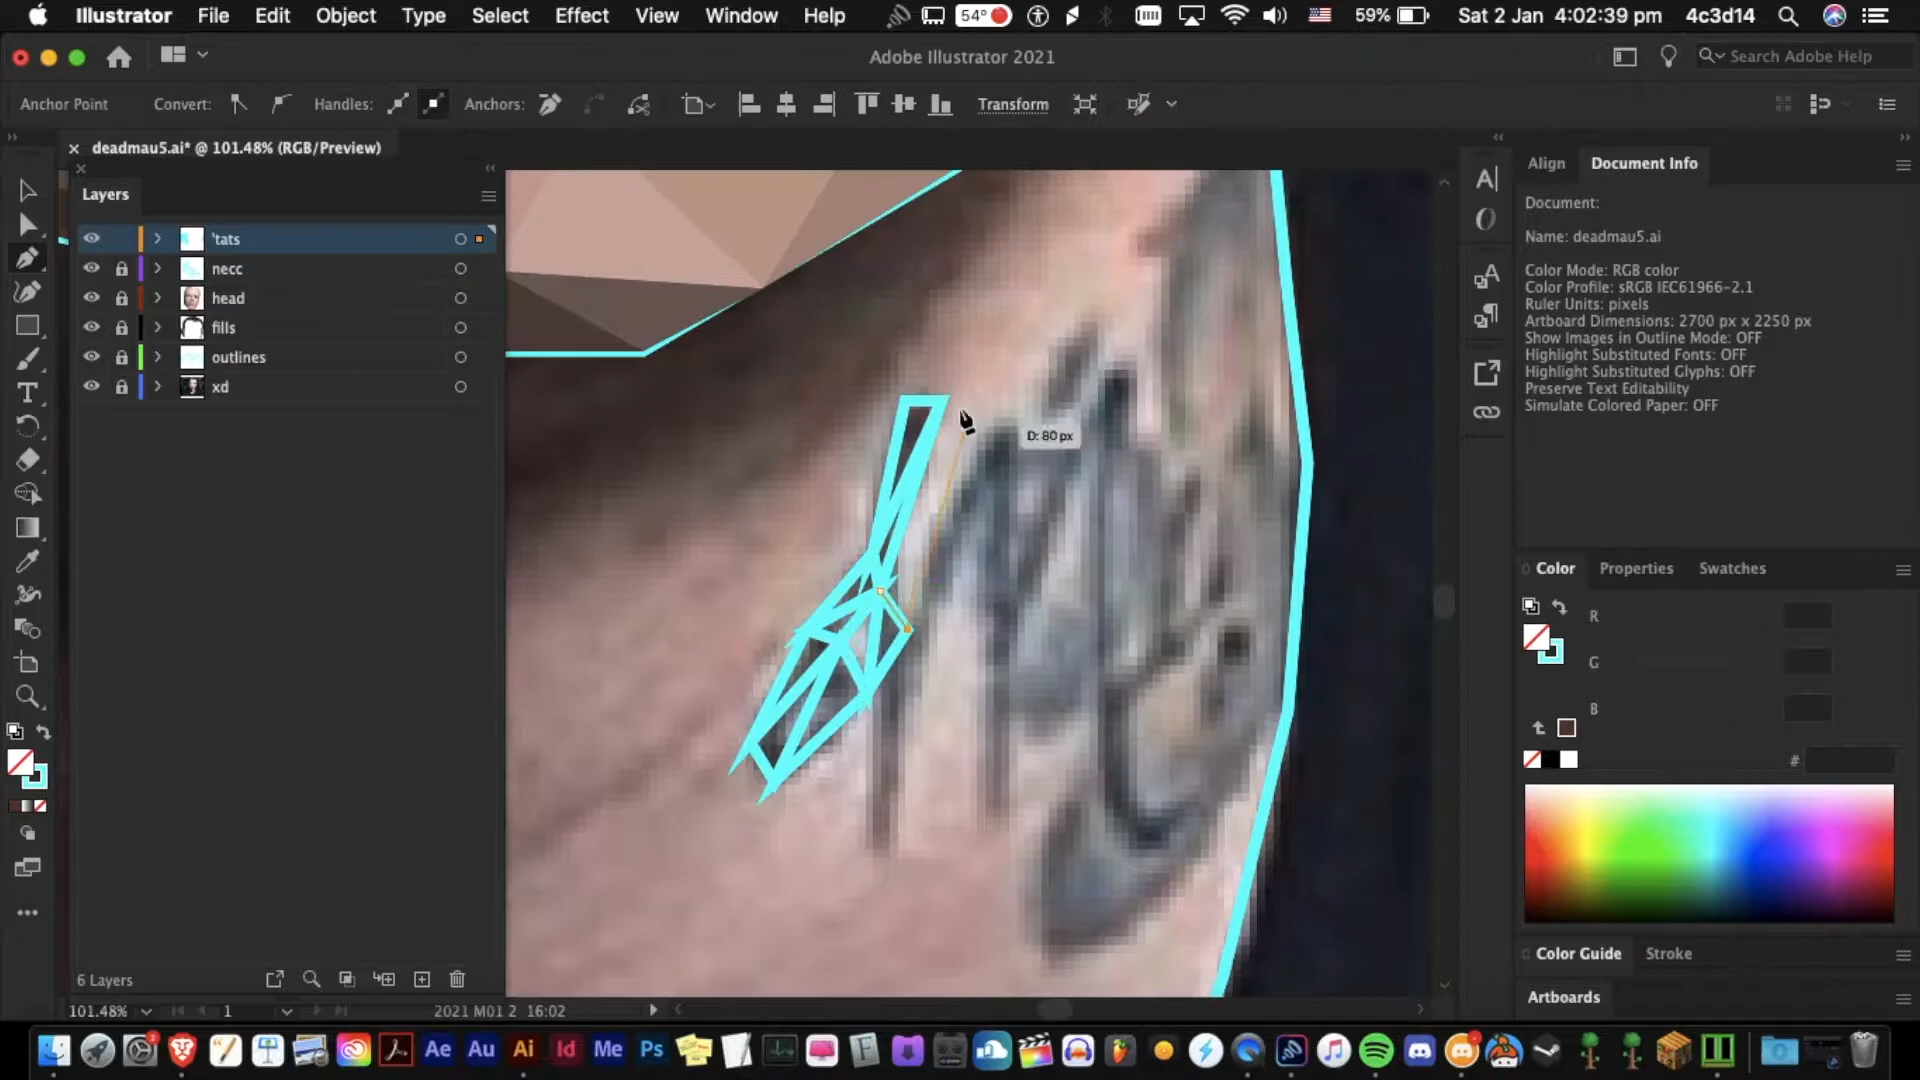 Illustrator File Edit Object Type Select Effect View Window Help 54° 59% Sat 2 Jan 4:02:39 pm 4c3d14
Adobe Illustrator 2021
Search Adobe Help
Anchor Point Convert: Handles: Anchors: Transform
deadmau5.ai* @ 101.48% (RGB/Preview)
Layers
'tats
necc
head
fills
outlines
xd
6 Layers
101.48% 1 2021 M01 2 16:02
D: 80 px
Align Document Info
Document:
Name: deadmau5.ai
Color Mode: RGB color
Color Profile: sRGB IEC61966-2.1
Ruler Units: pixels
Artboard Dimensions: 2700 px x 2250 px
Show Images in Outline Mode: OFF
Highlight Substituted Fonts: OFF
Highlight Substituted Glyphs: OFF
Preserve Text Editability
Simulate Colored Paper: OFF
Color Properties Swatches
R
G
B
#
Color Guide Stroke
Artboards
Ae Au Ai Id Me Ps